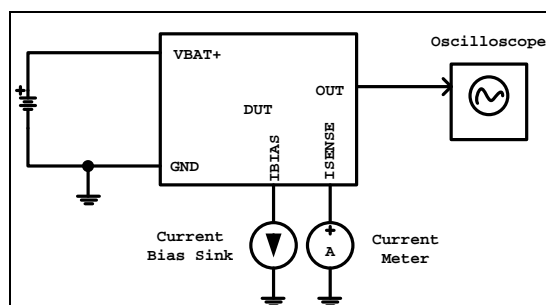 Oscilloscope
VBAT+
OUT
DUT
IBIAS
ISENSE
GND
+
Current
Bias Sink
+
A
Current
Meter